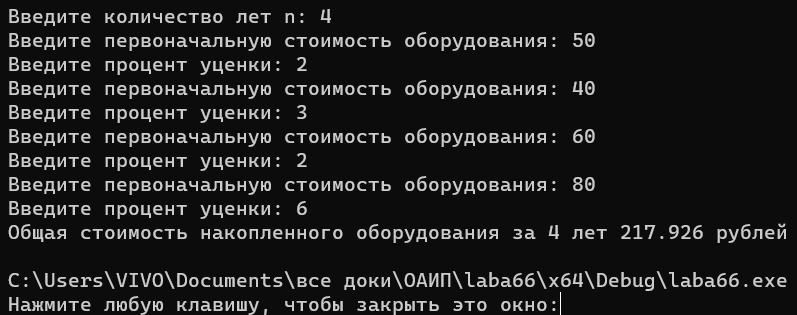 Введите количество лет n: 4
Введите первоначальную стоимость оборудования: 50
Введите процент уценки: 2
Введите первоначальную стоимость оборудования: 40
Введите процент уценки: 3
Введите первоначальную стоимость оборудования: 60
Введите процент уценки: 2
Введите первоначальную стоимость оборудования: 80
Введите процент уценки: 6
Общая стоимость накопленного оборудования за 4 лет 217.926 рублей
C:\Users\VIVO\Documents\все доки\ОАИП\laba66\x64\Debug\laba66.exe
Нажмите любую клавишу, чтобы закрыть это окно: